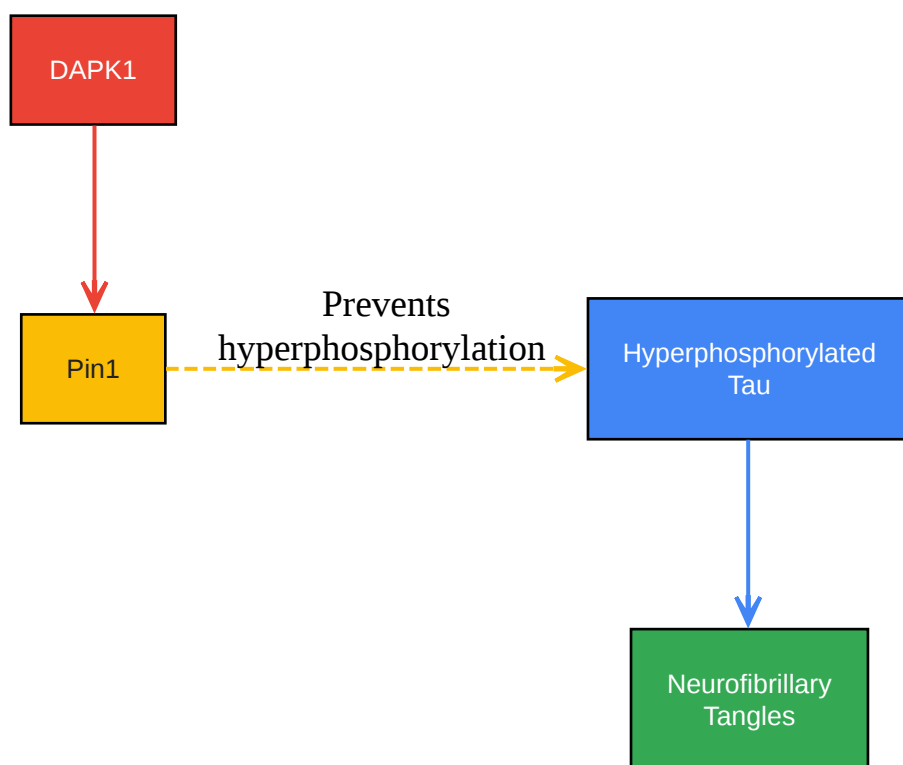 DAPK1
Prevents
hyperphosphorylation
Pin1
Hyperphosphorylated
Tau
Neurofibrillary
Tangles